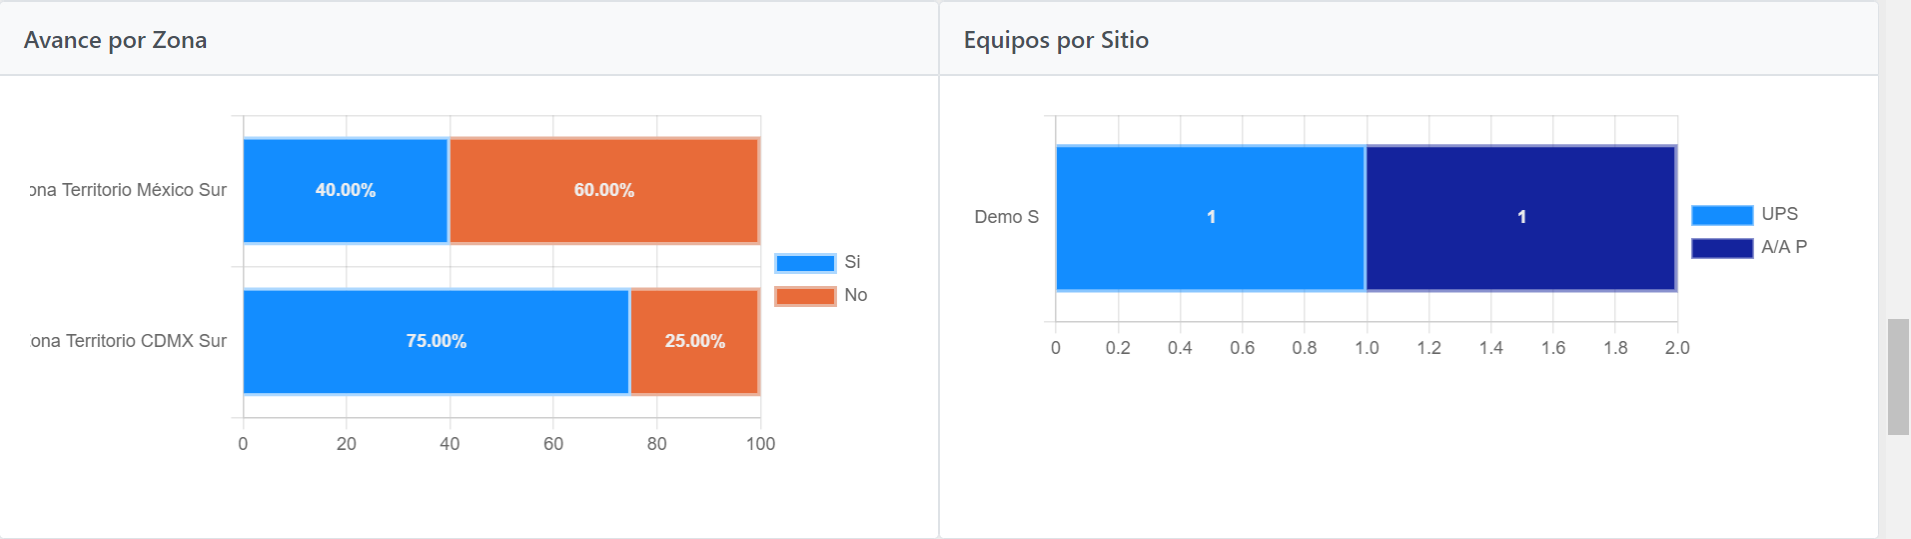 Avance por Zona
ona Territorio México Sur
40.00%
60.00%
ona Territorio CDMX Sur
75.00%
25.00%
0 20 40 60 80 100
Si
No
Equipos por Sitio
Demo S
1
1
0 0.2 0.4 0.6 0.8 1.0 1.2 1.4 1.6 1.8 2.0
UPS
A/A P